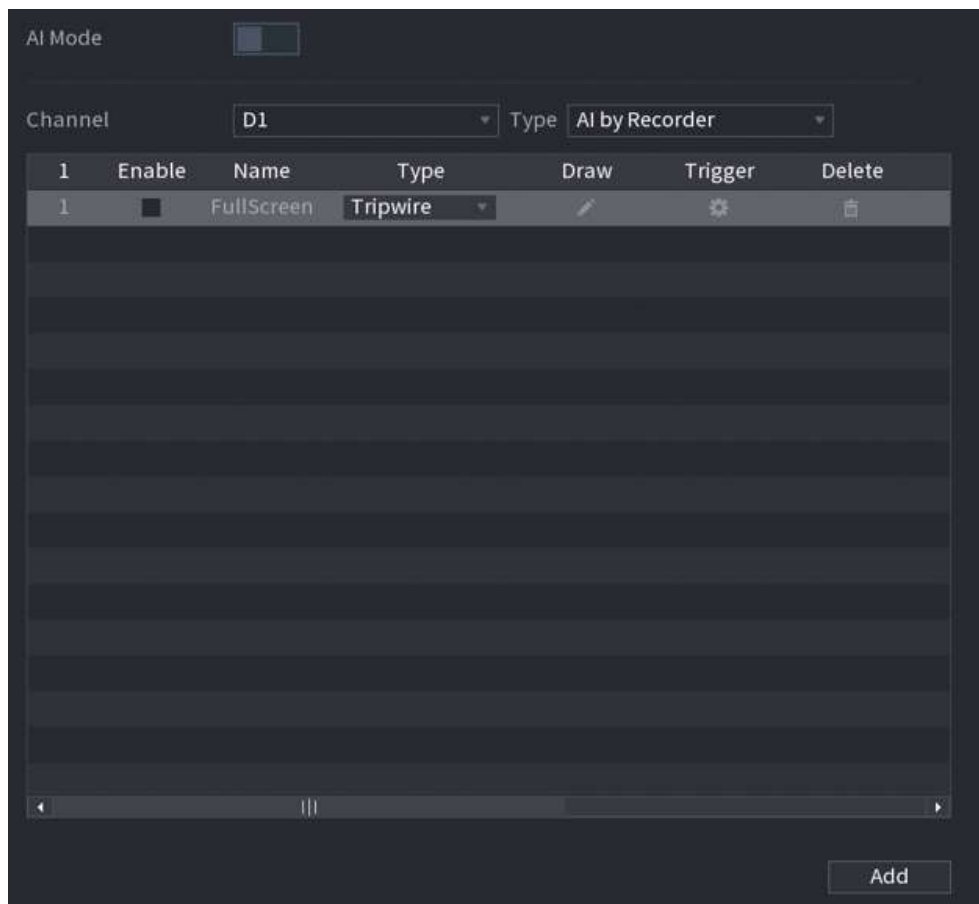 AI Mode
Channel D1 Type AI by Recorder
1 Enable Name Type Draw Trigger Delete
1 FullScreen Tripwire
Add